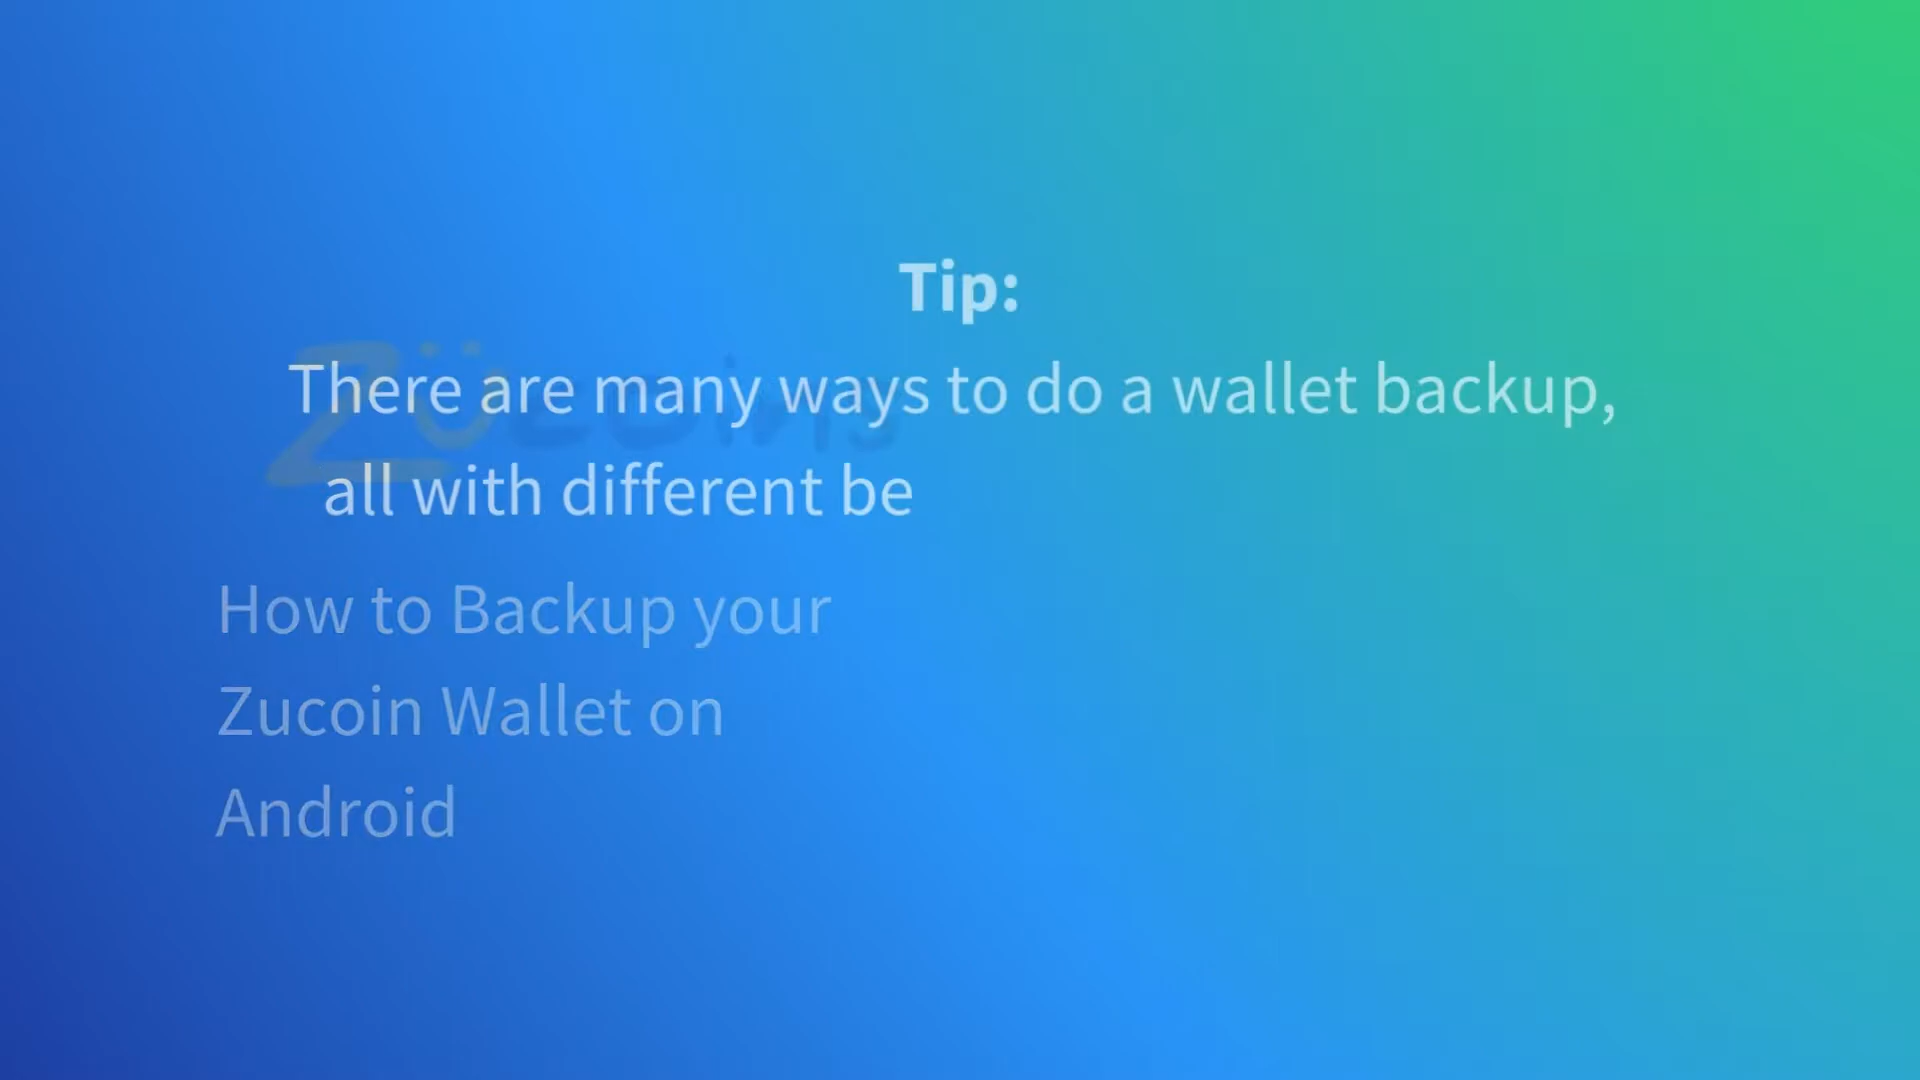 Tip:
There are many ways to do a wallet backup,
Zücoins
all with different be
How to Backup your
Zucoin Wallet on
Android